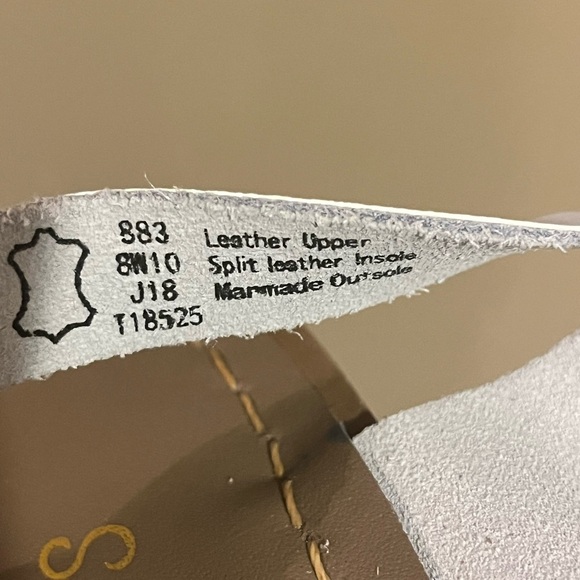 883 Leather Upper
8W10 Split leather Insole
J18 Manmade Outsole
T18525
S